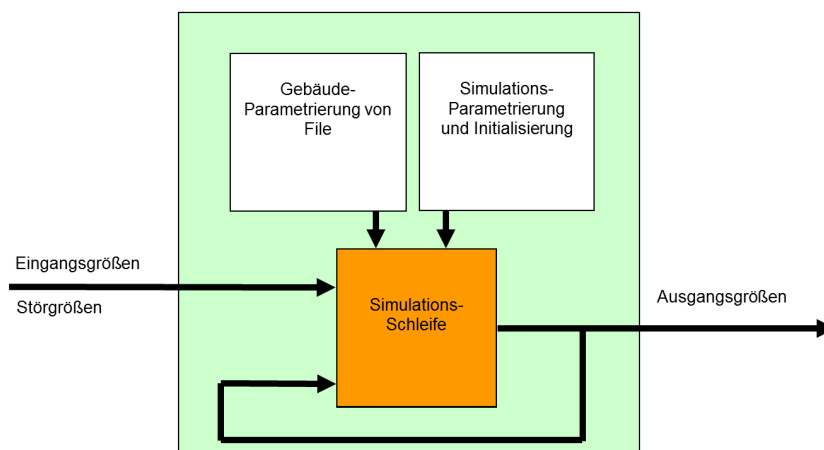 Gebäude-
Parametrierung von
File
Simulations-
Parametrierung
und Initialisierung
Eingangsgrößen
Störgrößen
Simulations-
Schleife
Ausgangsgrößen